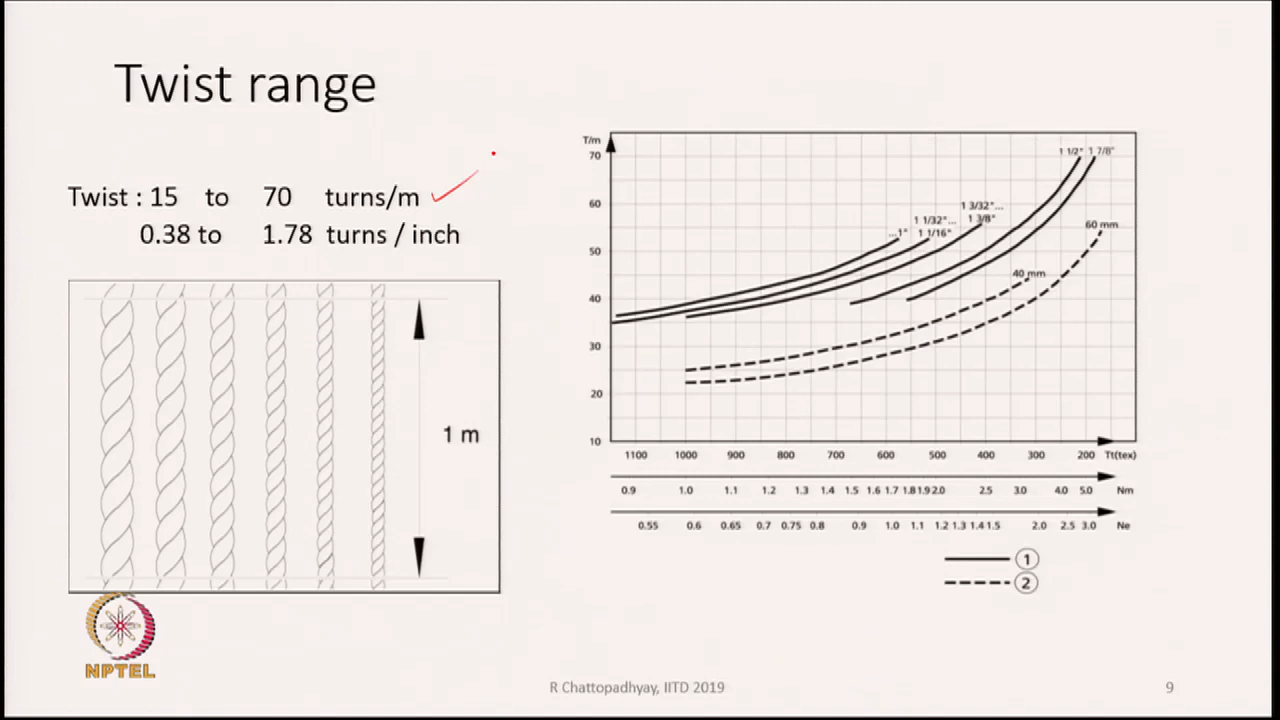 Twist range
Twist : 15 to 70 turns/m
0.38 to 1.78 turns / inch
1 m
T/m
70
60
50
40
30
20
10
1 1/2" 1 7/8"
1 3/32"...
1 3/8"
1 1/32"...
...1" 1 1/16"
60 mm
40 mm
1100 1000 900 800 700 600 500 400 300 200 Tt(tex)
0.9 1.0 1.1 1.2 1.3 1.4 1.5 1.6 1.7 1.8 1.9 2.0 2.5 3.0 4.0 5.0 Nm
0.55 0.6 0.65 0.7 0.75 0.8 0.9 1.0 1.1 1.2 1.3 1.4 1.5 2.0 2.5 3.0 Ne
1
2
NPTEL
R Chattopadhyay, IITD 2019
9